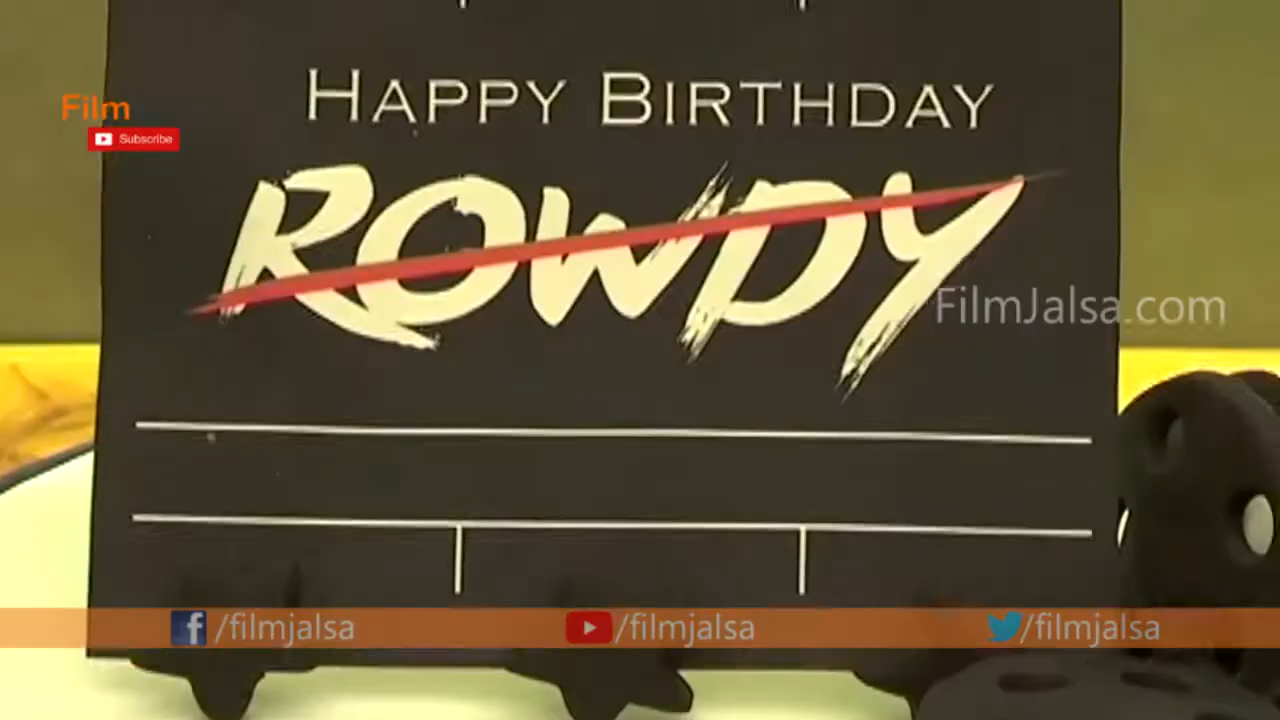 HAPPY BIRTHDAY
Film
Subscribe
ROWDY
FilmJalsa.com
/filmjalsa
/filmjalsa
/filmjalsa